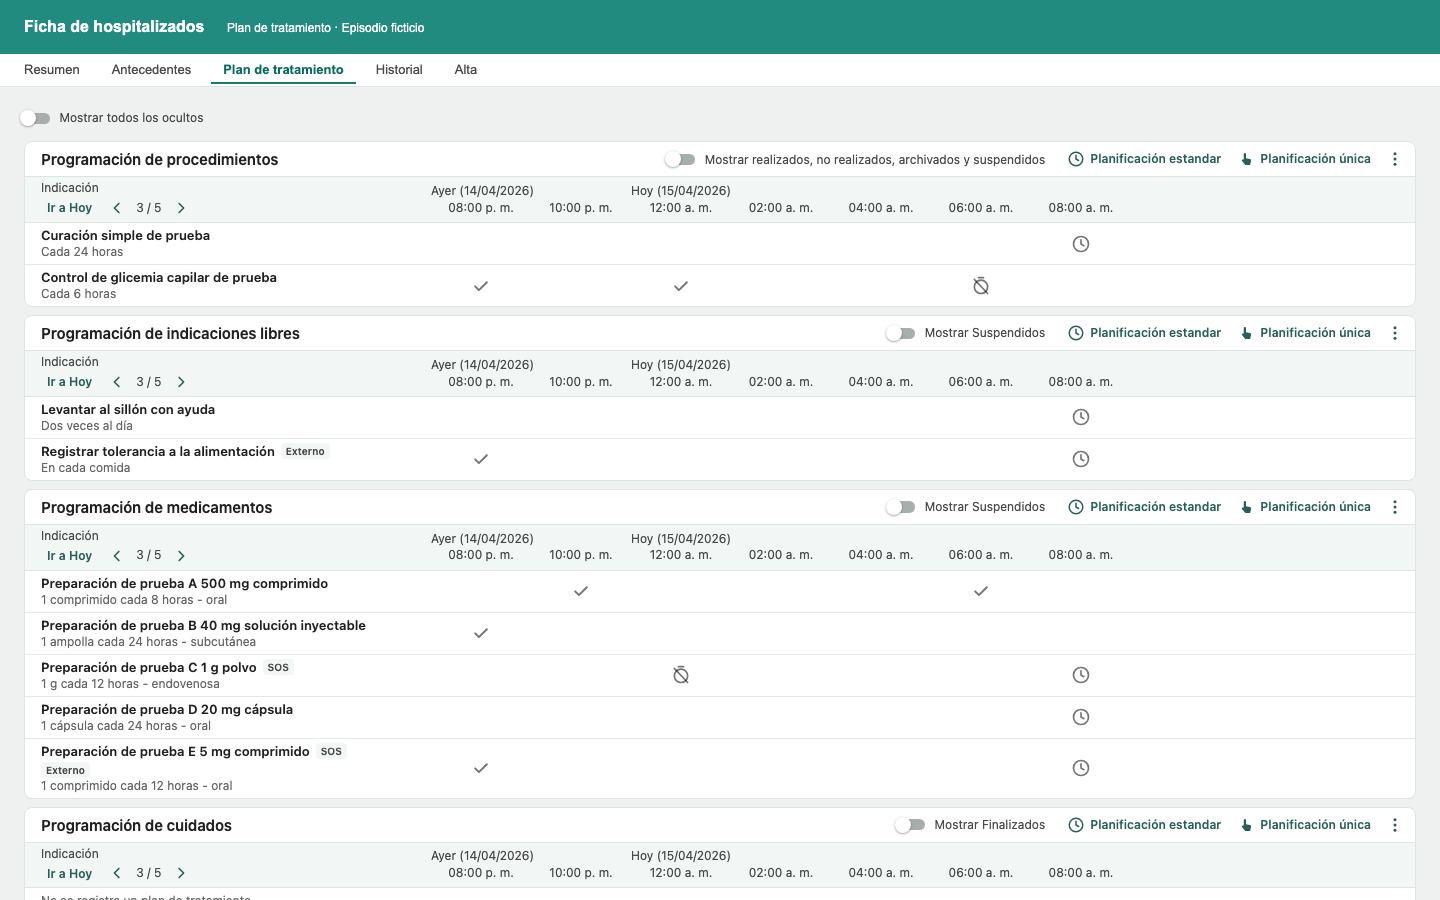 Ficha de hospitalizados Plan de tratamiento · Episodio ficticio
Resumen Antecedentes Plan de tratamiento Historial Alta
Mostrar todos los ocultos
Programación de procedimientos Mostrar realizados, no realizados, archivados y suspendidos Planificación estandar Planificación única
Indicación
Ayer (14/04/2026) Hoy (15/04/2026)
Ir a Hoy 3 / 5 08:00 p. m. 10:00 p. m. 12:00 a. m. 02:00 a. m. 04:00 a. m. 06:00 a. m. 08:00 a. m.
Curación simple de prueba
Cada 24 horas
Control de glicemia capilar de prueba
Cada 6 horas
Programación de indicaciones libres Mostrar Suspendidos Planificación estandar Planificación única
Indicación
Ayer (14/04/2026) Hoy (15/04/2026)
Ir a Hoy 3 / 5 08:00 p. m. 10:00 p. m. 12:00 a. m. 02:00 a. m. 04:00 a. m. 06:00 a. m. 08:00 a. m.
Levantar al sillón con ayuda
Dos veces al día
Registrar tolerancia a la alimentación Externo
En cada comida
Programación de medicamentos Mostrar Suspendidos Planificación estandar Planificación única
Indicación
Ayer (14/04/2026) Hoy (15/04/2026)
Ir a Hoy 3 / 5 08:00 p. m. 10:00 p. m. 12:00 a. m. 02:00 a. m. 04:00 a. m. 06:00 a. m. 08:00 a. m.
Preparación de prueba A 500 mg comprimido
1 comprimido cada 8 horas - oral
Preparación de prueba B 40 mg solución inyectable
1 ampolla cada 24 horas - subcutánea
Preparación de prueba C 1 g polvo SOS
1 g cada 12 horas - endovenosa
Preparación de prueba D 20 mg cápsula
1 cápsula cada 24 horas - oral
Preparación de prueba E 5 mg comprimido SOS
Externo
1 comprimido cada 12 horas - oral
Programación de cuidados Mostrar Finalizados Planificación estandar Planificación única
Indicación
Ayer (14/04/2026) Hoy (15/04/2026)
Ir a Hoy 3 / 5 08:00 p. m. 10:00 p. m. 12:00 a. m. 02:00 a. m. 04:00 a. m. 06:00 a. m. 08:00 a. m.
No se registra un plan de tratamiento